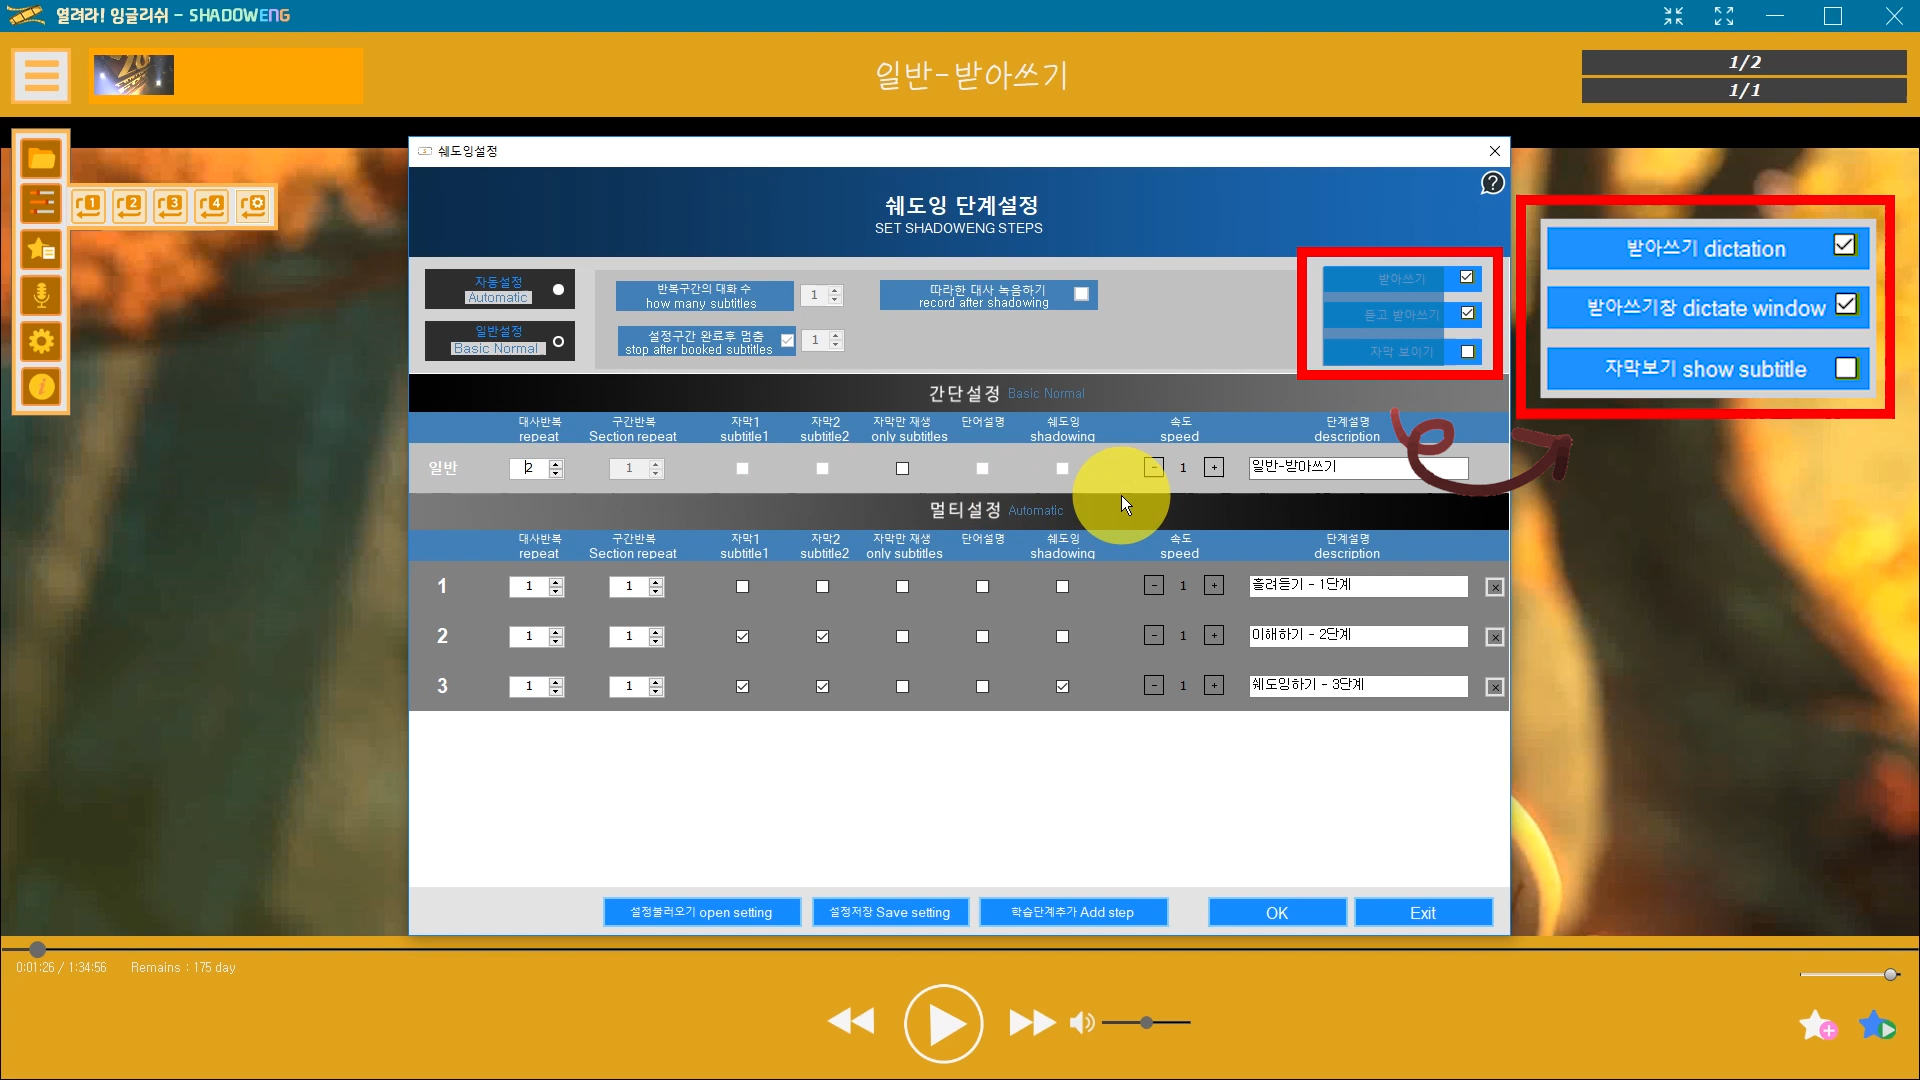 열려라! 잉글리쉬 - SHADOWENG
일반-받아쓰기
1/2
1/1
쉐도잉설정
쉐도잉 단계설정
SET SHADOWENG STEPS
자동설정
Automatic
일반설정
Basic Normal
반복구간의 대화 수
how many subtitles
1
설정구간 완료후 멈춤
stop after booked subtitles
1
따라한 대사 녹음하기
record after shadowing
받아쓰기
듣고 받아쓰기
자막 보이기
받아쓰기 dictation
받아쓰기창 dictate window
자막보기 show subtitle
간단설정 Basic Normal
대사반복 구간반복 자막1 자막2 자막만 재생 단어설명 쉐도잉 속도 단계설명
repeat Section repeat subtitle1 subtitle2 only subtitles shadowing speed description
일반 2 1 - 1 + 일반-받아쓰기
멀티설정 Automatic
대사반복 구간반복 자막1 자막2 자막만 재생 단어설명 쉐도잉 속도 단계설명
repeat Section repeat subtitle1 subtitle2 only subtitles shadowing speed description
1 1 1 - 1 + 흘려듣기 - 1단계
2 1 1 - 1 + 이해하기 - 2단계
3 1 1 - 1 + 쉐도잉하기 - 3단계
설정불러오기 open setting
설정저장 Save setting
학습단계추가 Add step
OK
Exit
0:01:26 / 1:34:56 Remains : 175 day